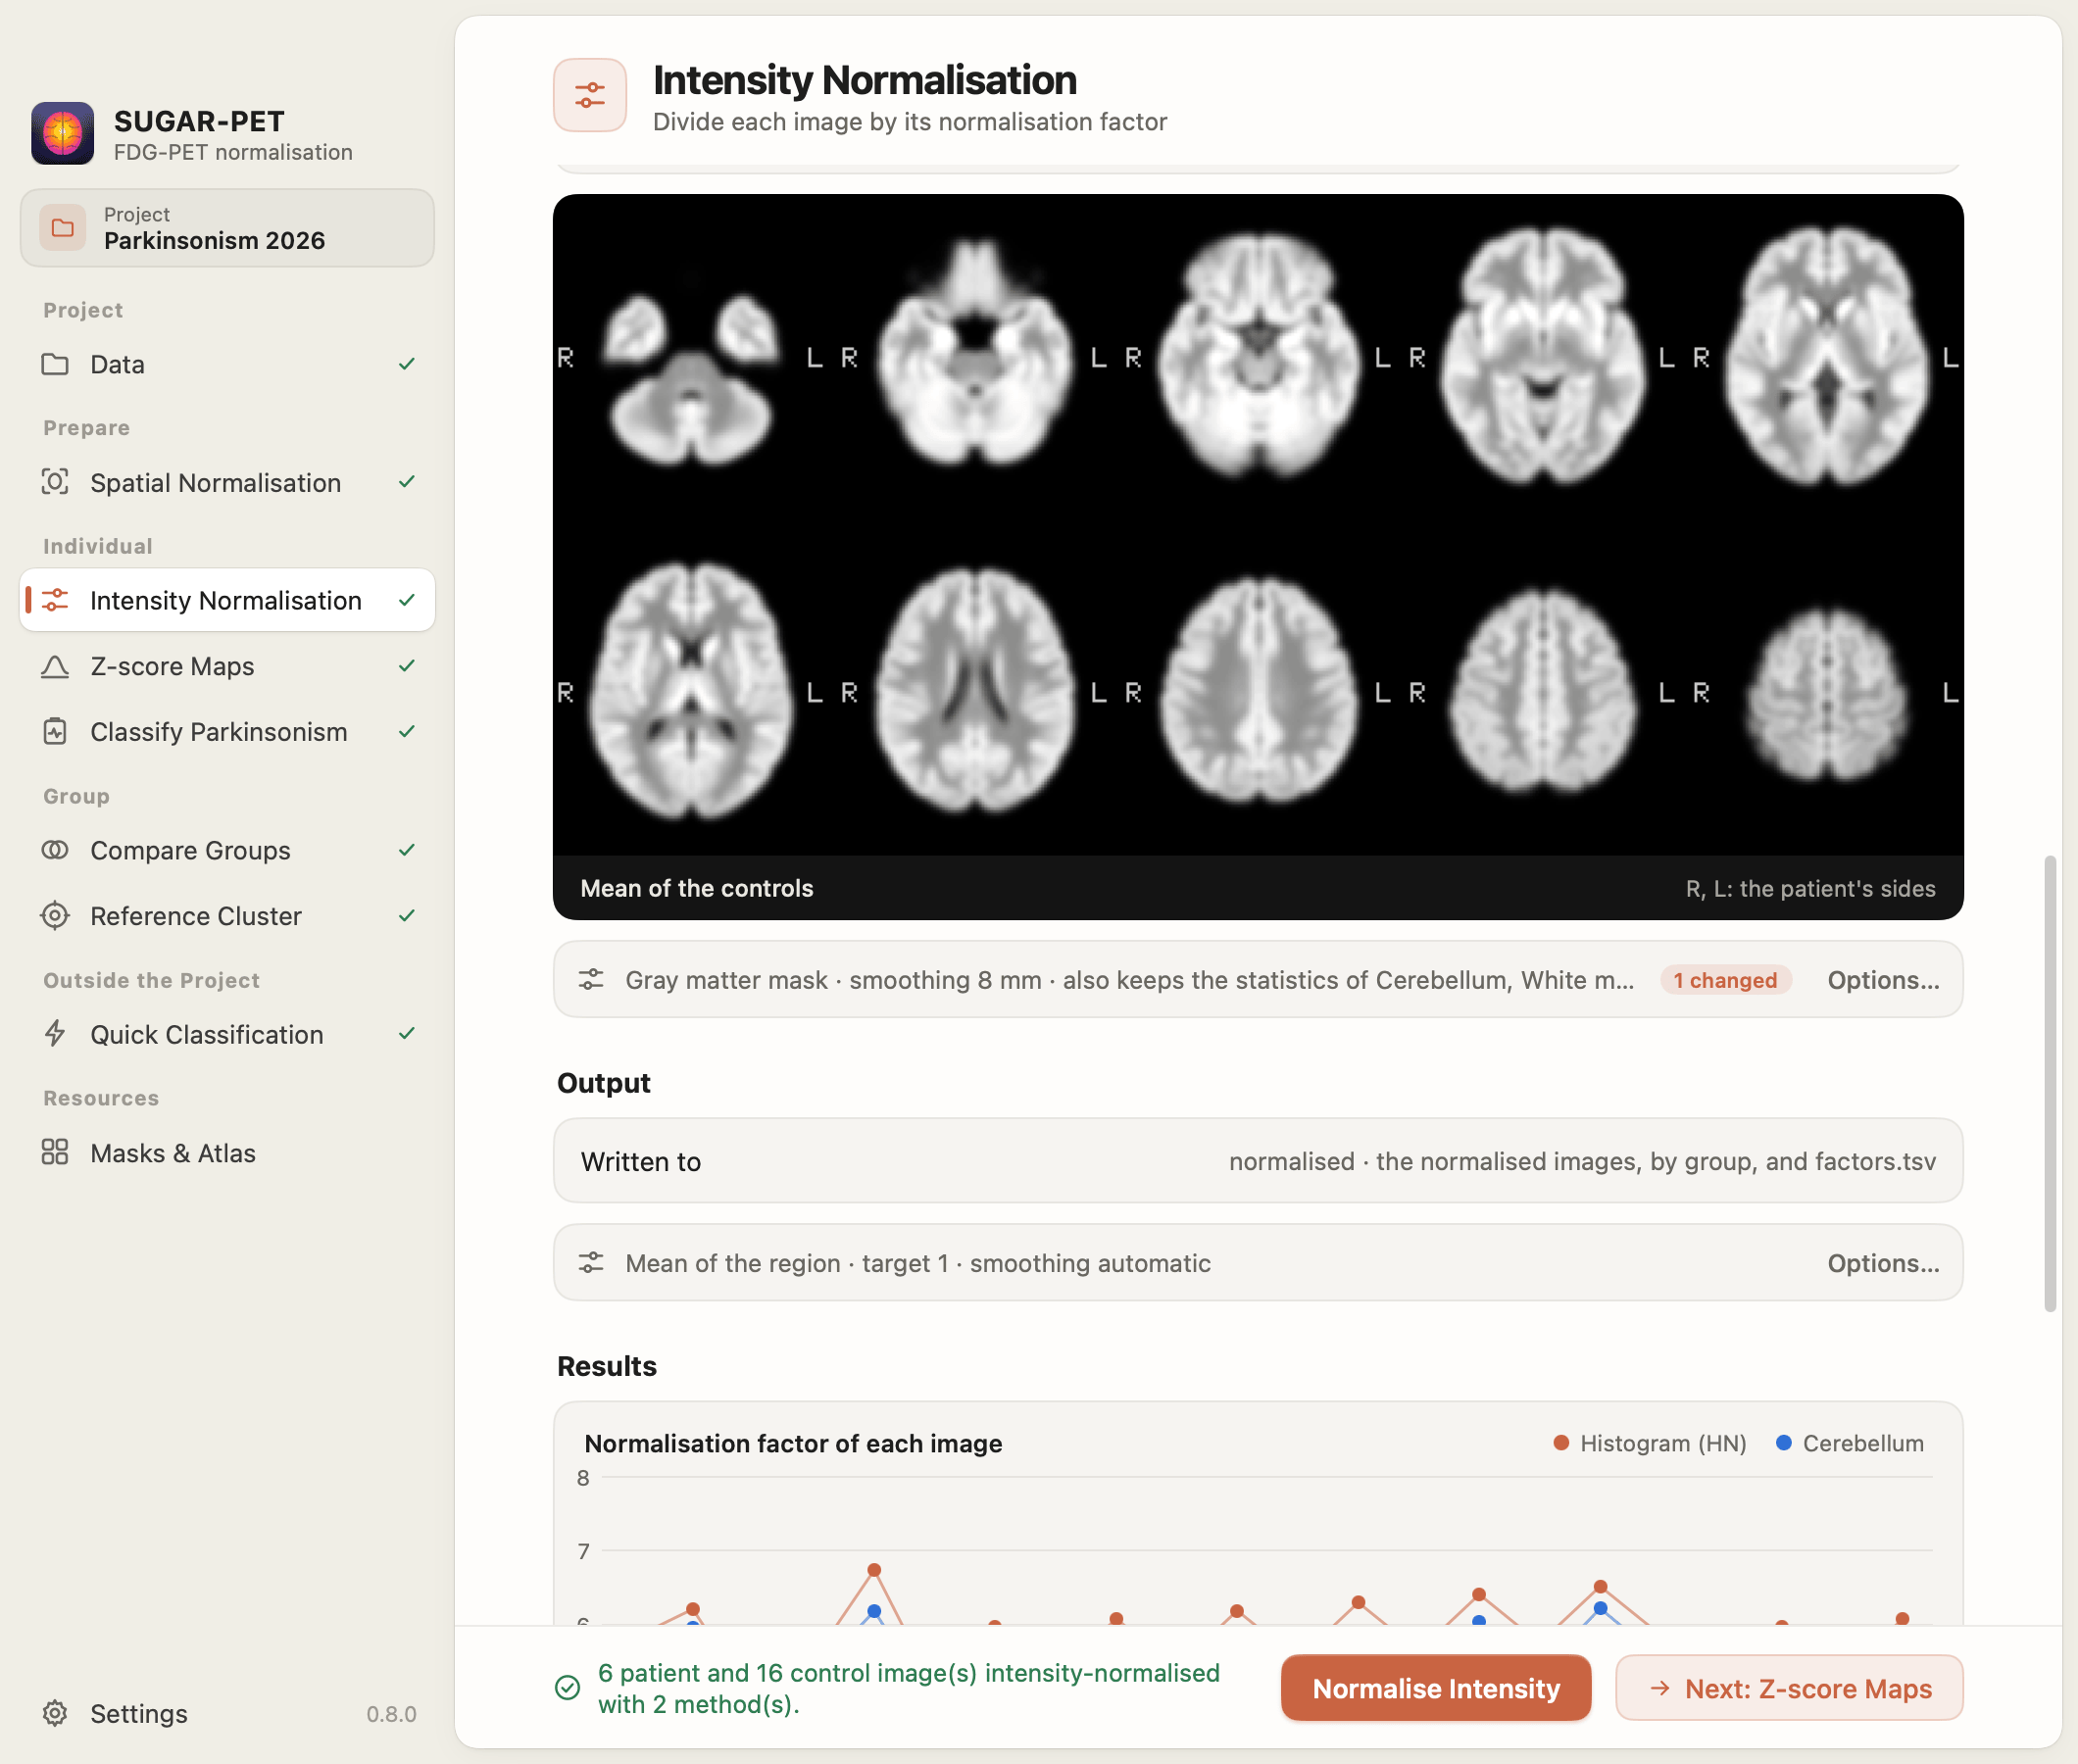 SUGAR-PET
FDG-PET normalisation
Project
Parkinsonism 2026
Project
Data
Prepare
Spatial Normalisation
Individual
Intensity Normalisation
Z-score Maps
Classify Parkinsonism
Group
Compare Groups
Reference Cluster
Outside the Project
Quick Classification
Resources
Masks & Atlas
Settings 0.8.0
Intensity Normalisation
Divide each image by its normalisation factor
R L R L R L R L R L
R L R L R L R L R L
Mean of the controls R, L: the patient's sides
Gray matter mask · smoothing 8 mm · also keeps the statistics of Cerebellum, White m... 1 changed Options...
Output
Written to normalised · the normalised images, by group, and factors.tsv
Mean of the region · target 1 · smoothing automatic Options...
Results
Normalisation factor of each image Histogram (HN) Cerebellum
8
7
6
6 patient and 16 control image(s) intensity-normalised
with 2 method(s).
Normalise Intensity
→ Next: Z-score Maps